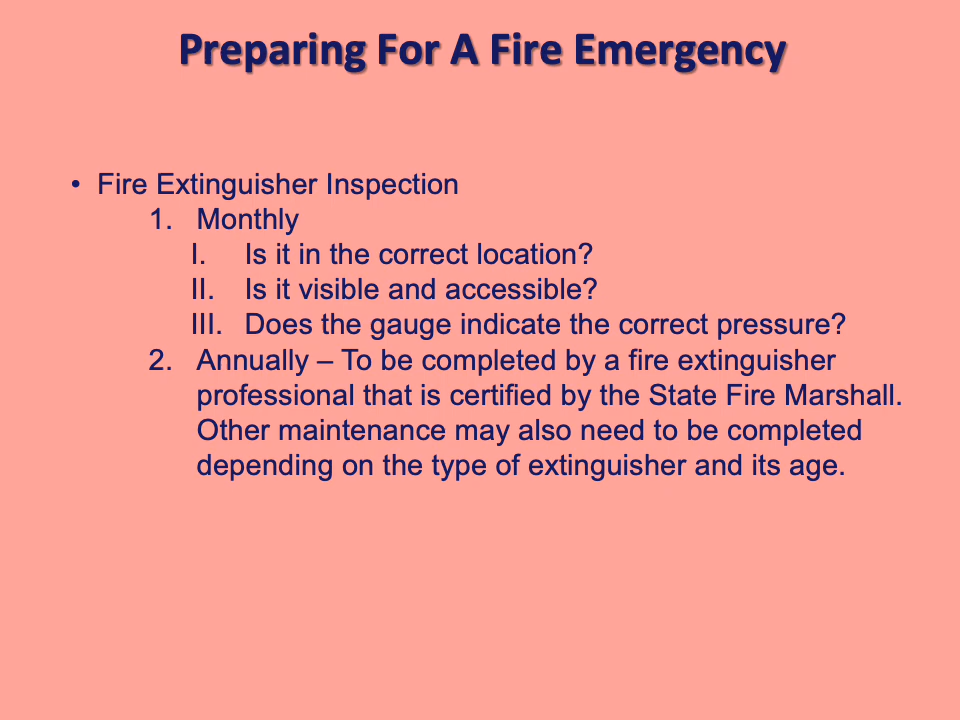 Preparing For A Fire Emergency
• Fire Extinguisher Inspection
1. Monthly
I. Is it in the correct location?
II. Is it visible and accessible?
III. Does the gauge indicate the correct pressure?
2. Annually – To be completed by a fire extinguisher
professional that is certified by the State Fire Marshall.
Other maintenance may also need to be completed
depending on the type of extinguisher and its age.